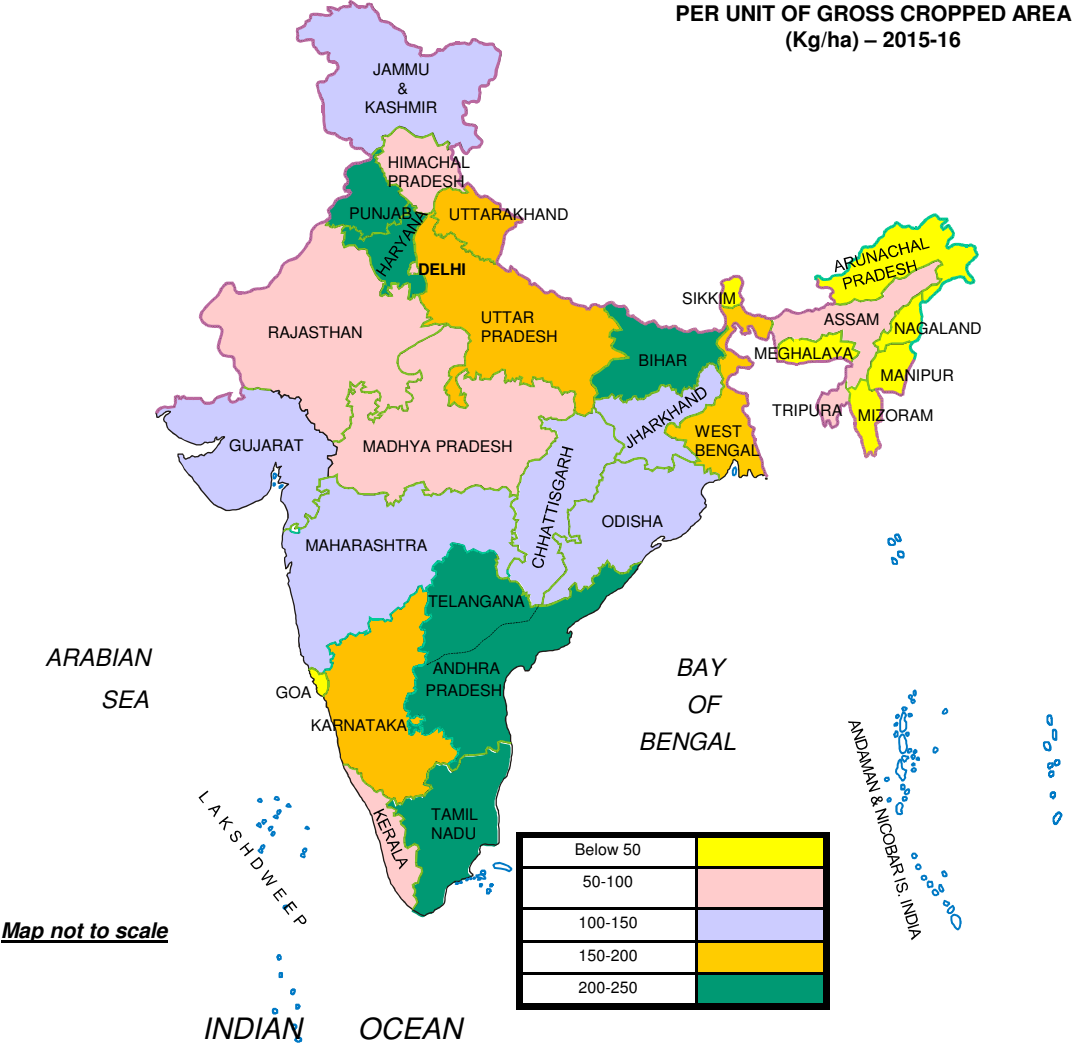 PER UNIT OF GROSS CROPPED AREA
(Kg/ha) – 2015-16
JAMMU
&
KASHMIR
HIMACHAL
PRADESH
PUNJAB
UTTARAKHAND
HARYANA
DELHI
ARUNACHAL
PRADESH
SIKKIM
UTTAR
PRADESH
ASSAM
NAGALAND
RAJASTHAN
BIHAR
MEGHALAYA
MANIPUR
TRIPURA
MIZORAM
JHARKHAND
GUJARAT
MADHYA PRADESH
WEST
BENGAL
CHHATTISGARH
ODISHA
MAHARASHTRA
TELANGANA
ARABIAN
SEA
ANDHRA
PRADESH
BAY
OF
BENGAL
GOA
KARNATAKA
ANDAMAN & NICOBAR IS. INDIA
LAKSHDWEEP
KERALA
TAMIL
NADU
Below 50
50-100
100-150
150-200
200-250
Map not to scale
INDIAN OCEAN